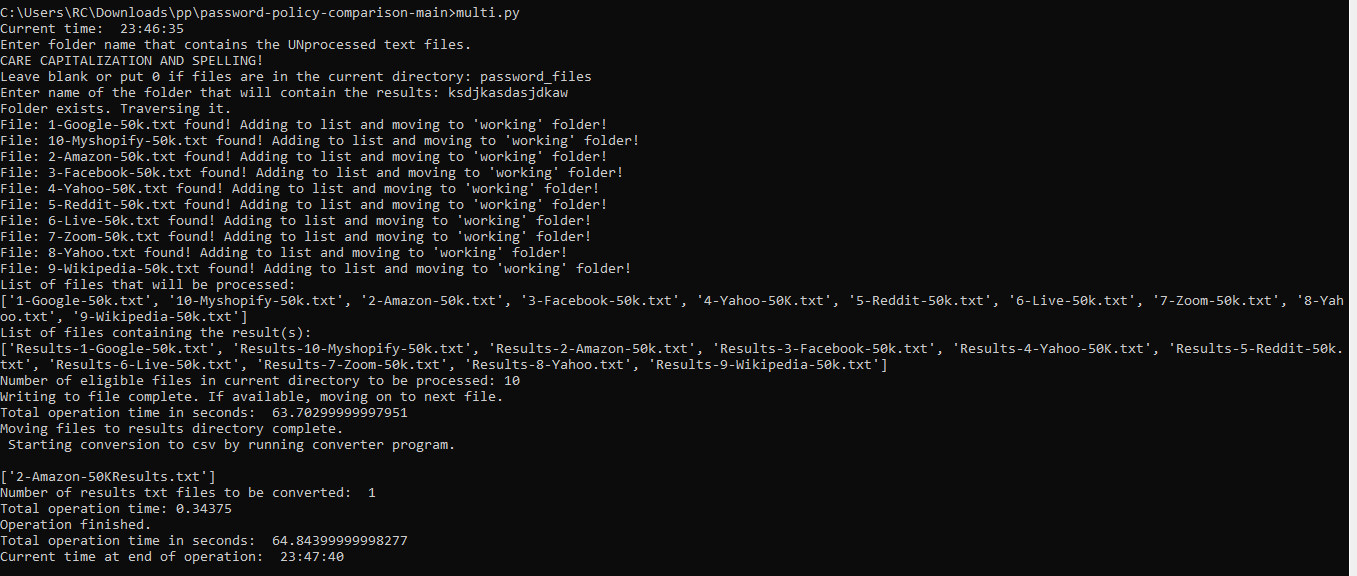 C:\Users\RC\Downloads\pp\password-policy-comparison-main>multi.py
Current time:  23:46:35
Enter folder name that contains the UNprocessed text files.
CARE CAPITALIZATION AND SPELLING!
Leave blank or put 0 if files are in the current directory: password_files
Enter name of the folder that will contain the results: ksdjkasdasjdkaw
Folder exists. Traversing it.
File: 1-Google-50k.txt found! Adding to list and moving to 'working' folder!
File: 10-Myshopify-50k.txt found! Adding to list and moving to 'working' folder!
File: 2-Amazon-50k.txt found! Adding to list and moving to 'working' folder!
File: 3-Facebook-50k.txt found! Adding to list and moving to 'working' folder!
File: 4-Yahoo-50K.txt found! Adding to list and moving to 'working' folder!
File: 5-Reddit-50k.txt found! Adding to list and moving to 'working' folder!
File: 6-Live-50k.txt found! Adding to list and moving to 'working' folder!
File: 7-Zoom-50k.txt found! Adding to list and moving to 'working' folder!
File: 8-Yahoo.txt found! Adding to list and moving to 'working' folder!
File: 9-Wikipedia-50k.txt found! Adding to list and moving to 'working' folder!
List of files that will be processed:
['1-Google-50k.txt', '10-Myshopify-50k.txt', '2-Amazon-50k.txt', '3-Facebook-50k.txt', '4-Yahoo-50K.txt', '5-Reddit-50k.txt', '6-Live-50k.txt', '7-Zoom-50k.txt', '8-Yah
oo.txt', '9-Wikipedia-50k.txt']
List of files containing the result(s):
['Results-1-Google-50k.txt', 'Results-10-Myshopify-50k.txt', 'Results-2-Amazon-50k.txt', 'Results-3-Facebook-50k.txt', 'Results-4-Yahoo-50K.txt', 'Results-5-Reddit-50k.
txt', 'Results-6-Live-50k.txt', 'Results-7-Zoom-50k.txt', 'Results-8-Yahoo.txt', 'Results-9-Wikipedia-50k.txt']
Number of eligible files in current directory to be processed: 10
Writing to file complete. If available, moving on to next file.
Total operation time in seconds:  63.70299999997951
Moving files to results directory complete.
 Starting conversion to csv by running converter program.

['2-Amazon-50KResults.txt']
Number of results txt files to be converted:  1
Total operation time: 0.34375
Operation finished.
Total operation time in seconds:  64.84399999998277
Current time at end of operation:  23:47:40